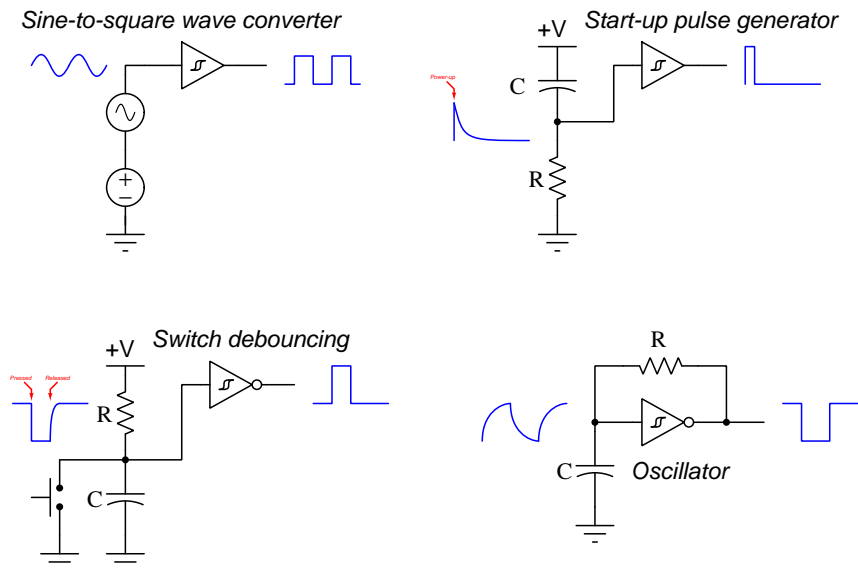 Sine-to-square wave converter
Start-up pulse generator
+V
Power-up
C
R
+
−
Switch debouncing
+V
Pressed
Released
R
C
R
C
Oscillator